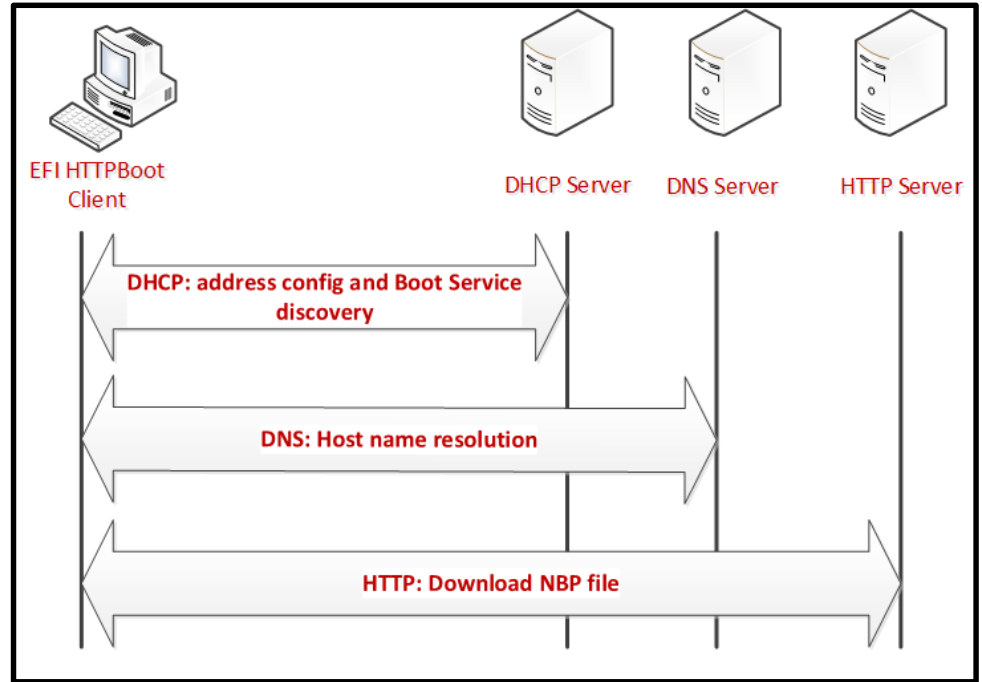 EFI HTTPBoot
Client
DHCP Server
DNS Server
HTTP Server
DHCP: address config and Boot Service
discovery
DNS: Host name resolution
HTTP: Download NBP file